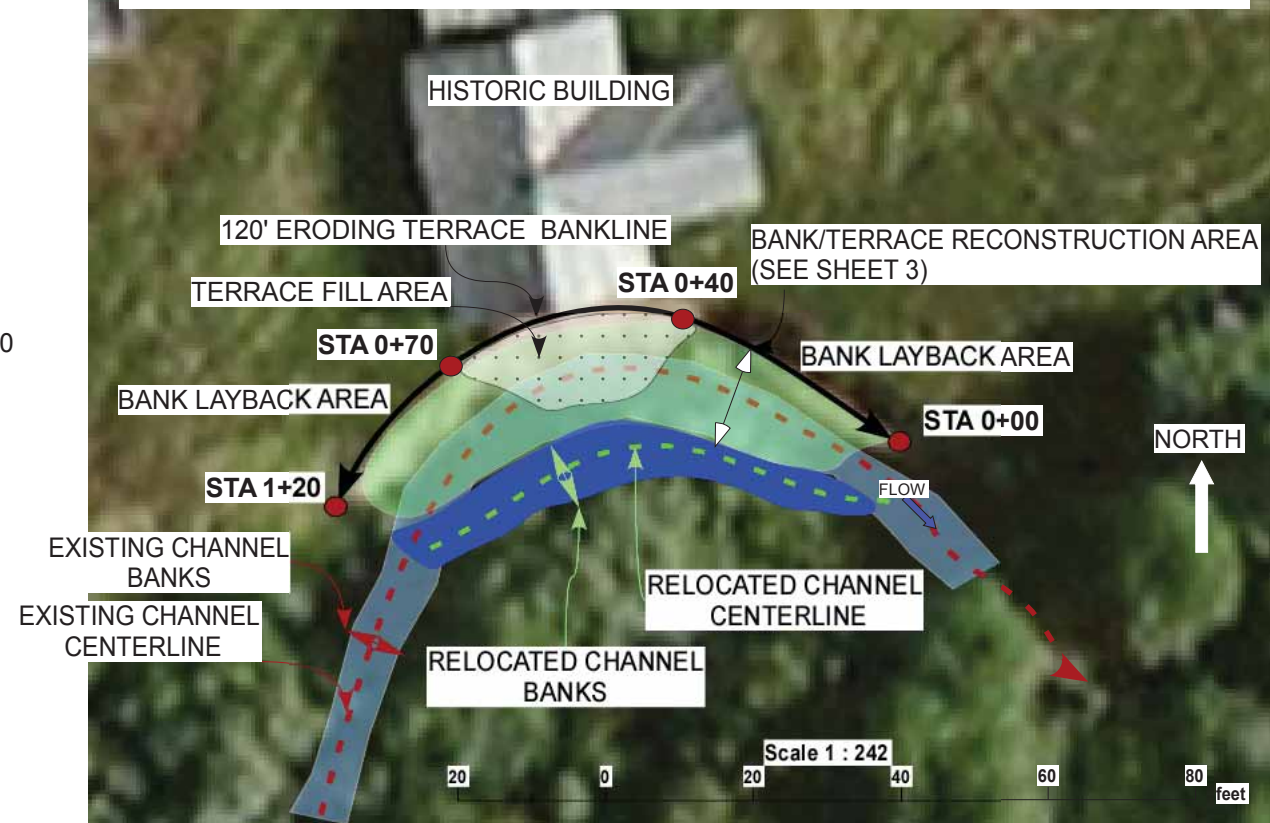 HISTORIC BUILDING
120' ERODING TERRACE BANKLINE
BANK/TERRACE RECONSTRUCTION AREA
(SEE SHEET 3)
TERRACE FILL AREA
STA 0+40
0
STA 0+70
BANK LAYBACK AREA
BANK LAYBACK AREA
STA 0+00
NORTH
STA 1+20
FLOW
EXISTING CHANNEL
BANKS
EXISTING CHANNEL
CENTERLINE
RELOCATED CHANNEL
CENTERLINE
RELOCATED CHANNEL
BANKS
Scale 1 : 242
20 0 20 40 60 80
feet